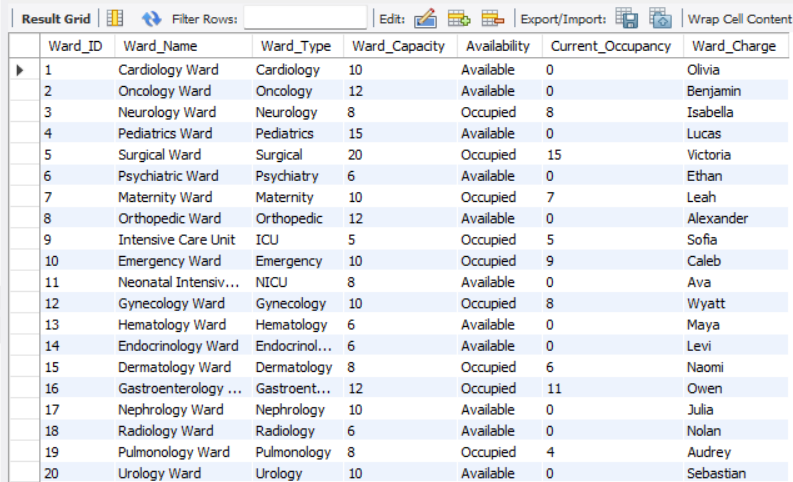 Result Grid Filter Rows: Edit: Export/Import: Wrap Cell Content
Ward_ID Ward_Name Ward_Type Ward_Capacity Availability Current_Occupancy Ward_Charge
1 Cardiology Ward Cardiology 10 Available 0 Olivia
2 Oncology Ward Oncology 12 Available 0 Benjamin
3 Neurology Ward Neurology 8 Occupied 8 Isabella
4 Pediatrics Ward Pediatrics 15 Available 0 Lucas
5 Surgical Ward Surgical 20 Occupied 15 Victoria
6 Psychiatric Ward Psychiatry 6 Available 0 Ethan
7 Maternity Ward Maternity 10 Occupied 7 Leah
8 Orthopedic Ward Orthopedic 12 Available 0 Alexander
9 Intensive Care Unit ICU 5 Occupied 5 Sofia
10 Emergency Ward Emergency 10 Occupied 9 Caleb
11 Neonatal Intensiv... NICU 8 Available 0 Ava
12 Gynecology Ward Gynecology 10 Occupied 8 Wyatt
13 Hematology Ward Hematology 6 Available 0 Maya
14 Endocrinology Ward Endocrinol... 6 Available 0 Levi
15 Dermatology Ward Dermatology 8 Occupied 6 Naomi
16 Gastroenterology ... Gastroent... 12 Occupied 11 Owen
17 Nephrology Ward Nephrology 10 Available 0 Julia
18 Radiology Ward Radiology 6 Available 0 Nolan
19 Pulmonology Ward Pulmonology 8 Occupied 4 Audrey
20 Urology Ward Urology 10 Available 0 Sebastian